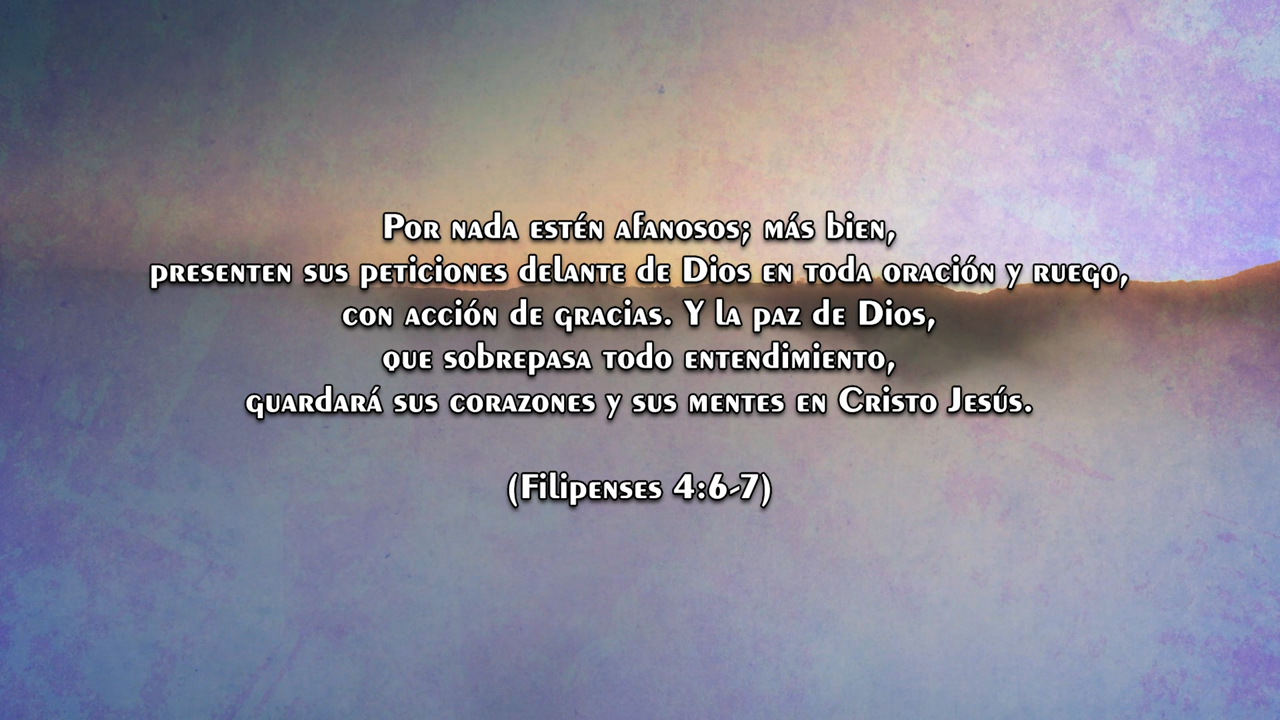 Por nada estén afanosos; más bien,
presenten sus peticiones delante de Dios en toda oración y ruego,
con acción de gracias. Y la paz de Dios,
que sobrepasa todo entendimiento,
guardará sus corazones y sus mentes en Cristo Jesús.
(Filipenses 4:6-7)